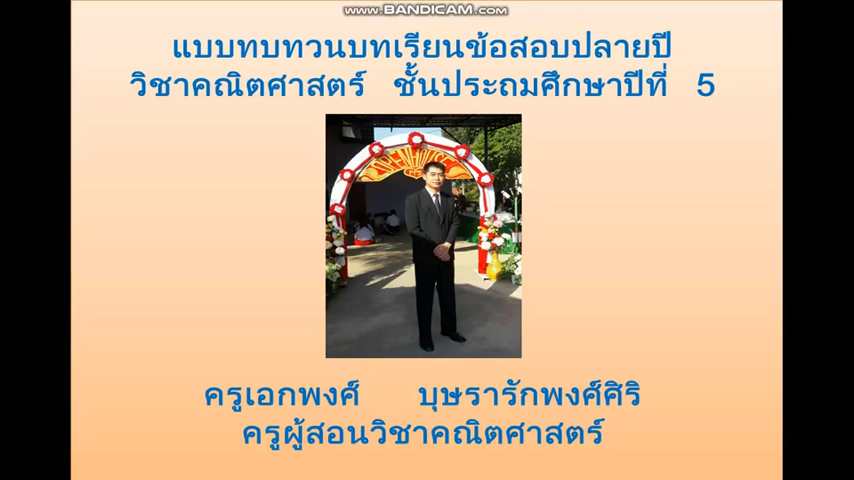 www.BANDICAM.com
แบบทบทวนบทเรียนข้อสอบปลายปี
วิชาคณิตศาสตร์ ชั้นประถมศึกษาปีที่ 5
OPEN HOUSE
ครูเอกพงศ์ บุษรารักพงศ์ศิริ
ครูผู้สอนวิชาคณิตศาสตร์